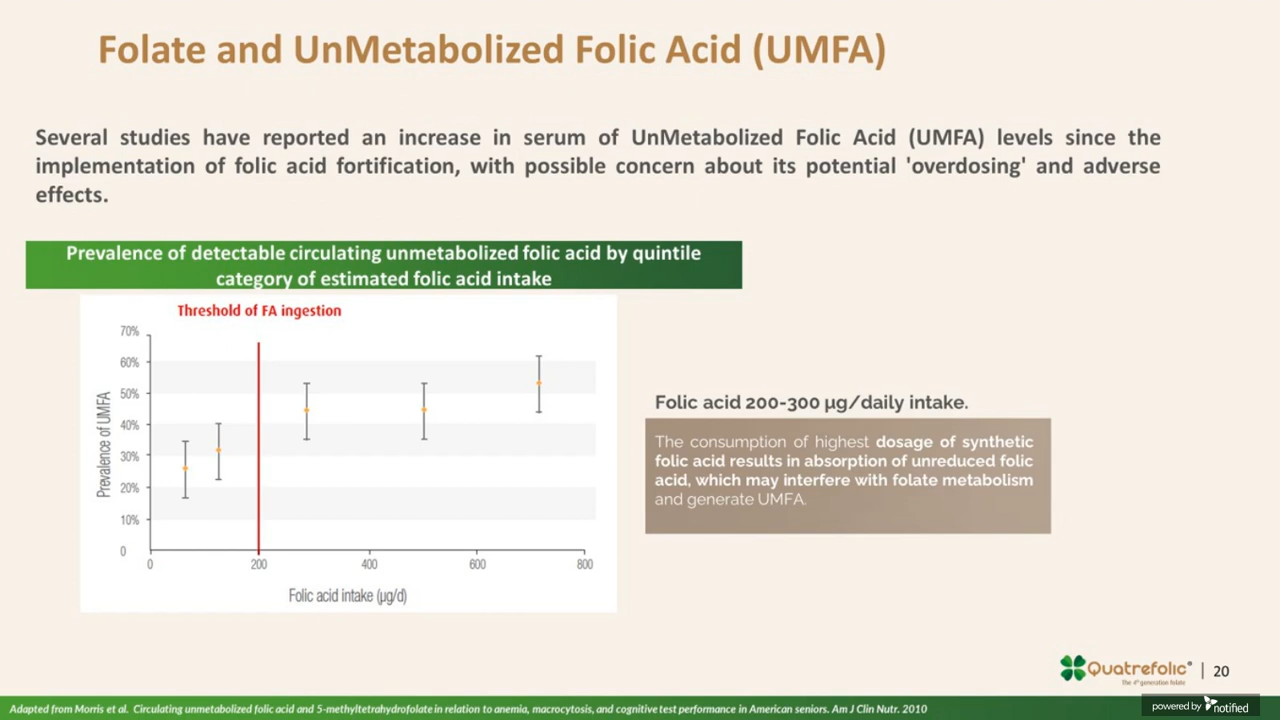 Folate and UnMetabolized Folic Acid (UMFA)
Several studies have reported an increase in serum of UnMetabolized Folic Acid (UMFA) levels since the
implementation of folic acid fortification, with possible concern about its potential 'overdosing' and adverse
effects.
Prevalence of detectable circulating unmetabolized folic acid by quintile
category of estimated folic acid intake
Threshold of FA ingestion
Prevalence of UMFA
70%
60%
50%
40%
30%
20%
10%
0
0 200 400 600 800
Folic acid intake (µg/d)
Folic acid 200-300 µg/daily intake.
The consumption of highest dosage of synthetic
folic acid results in absorption of unreduced folic
acid, which may interfere with folate metabolism
and generate UMFA.
Quatrefolic® | 20
The 4th generation folate
Adapted from Morris et al. Circulating unmetabolized folic acid and 5-methyltetrahydrofolate in relation to anemia, macrocytosis, and cognitive test performance in American seniors. Am J Clin Nutr. 2010
powered by notified